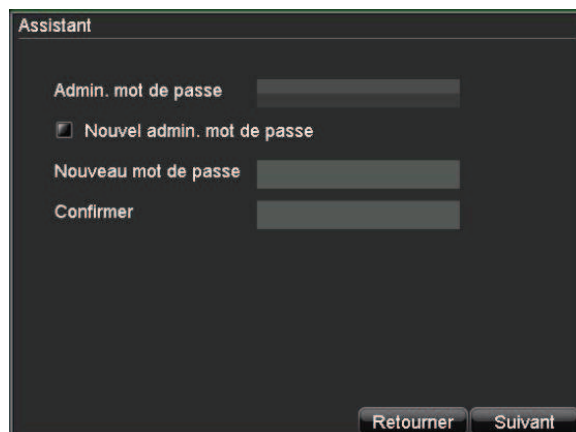 Assistant
Admin. mot de passe
Nouvel admin. mot de passe
Nouveau mot de passe
Confirmer
Retourner Suivant